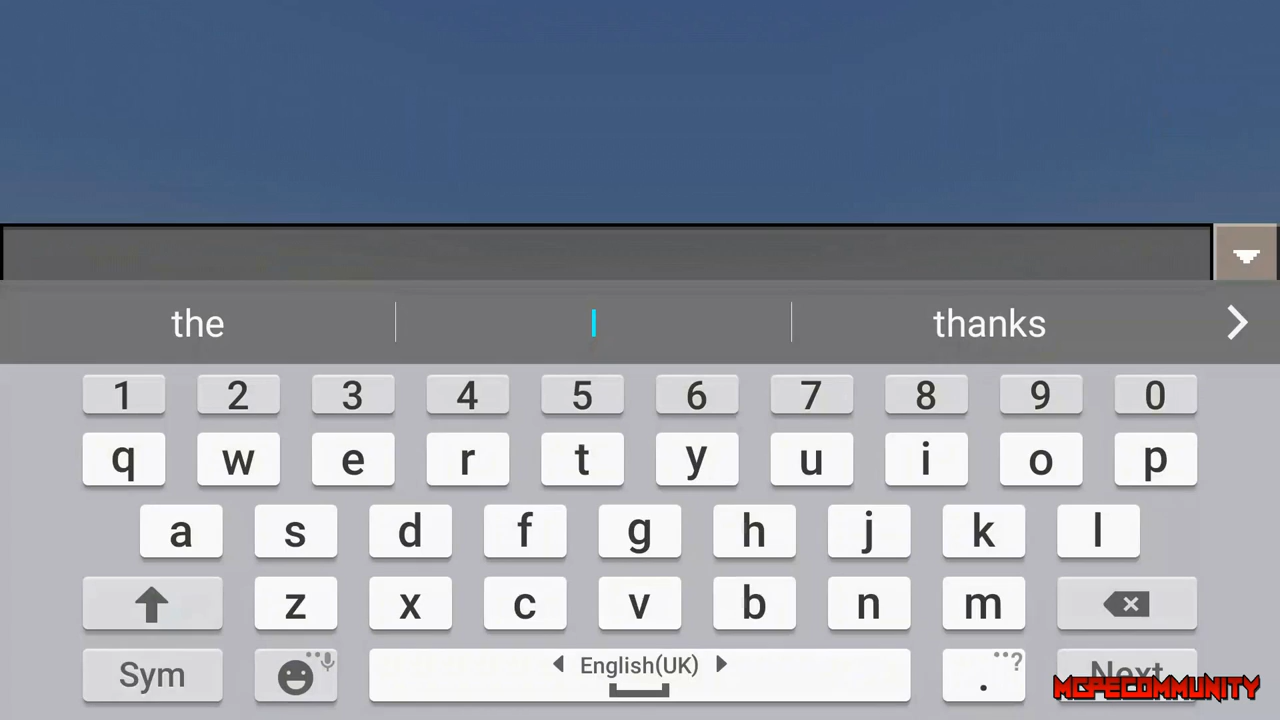 the I thanks
1 2 3 4 5 6 7 8 9 0
q w e r t y u i o p
a s d f g h j k l
z x c v b n m
Sym English(UK) . ? Next
MCPECOMMUNITY